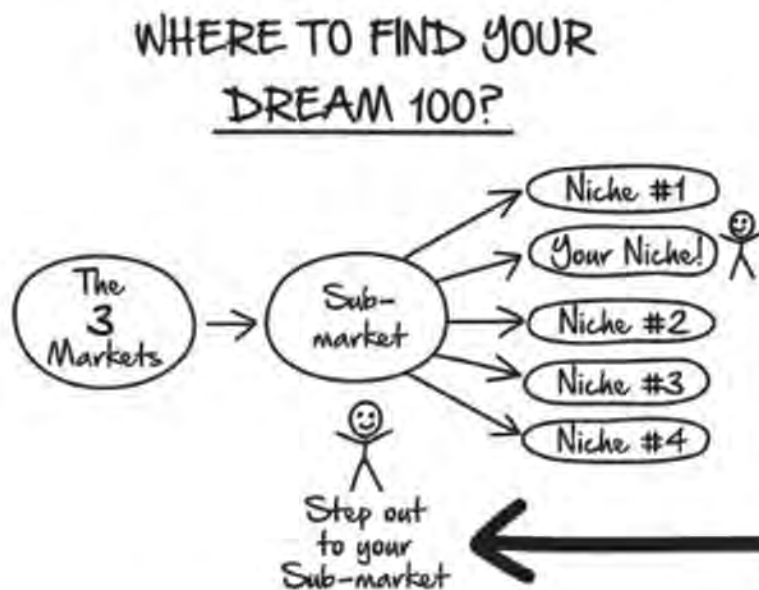 WHERE TO FIND YOUR
DREAM 100?
The
3
Markets
Sub-
market
Niche #1
Your Niche!
Niche #2
Niche #3
Niche #4
Step out
to your
Sub-market